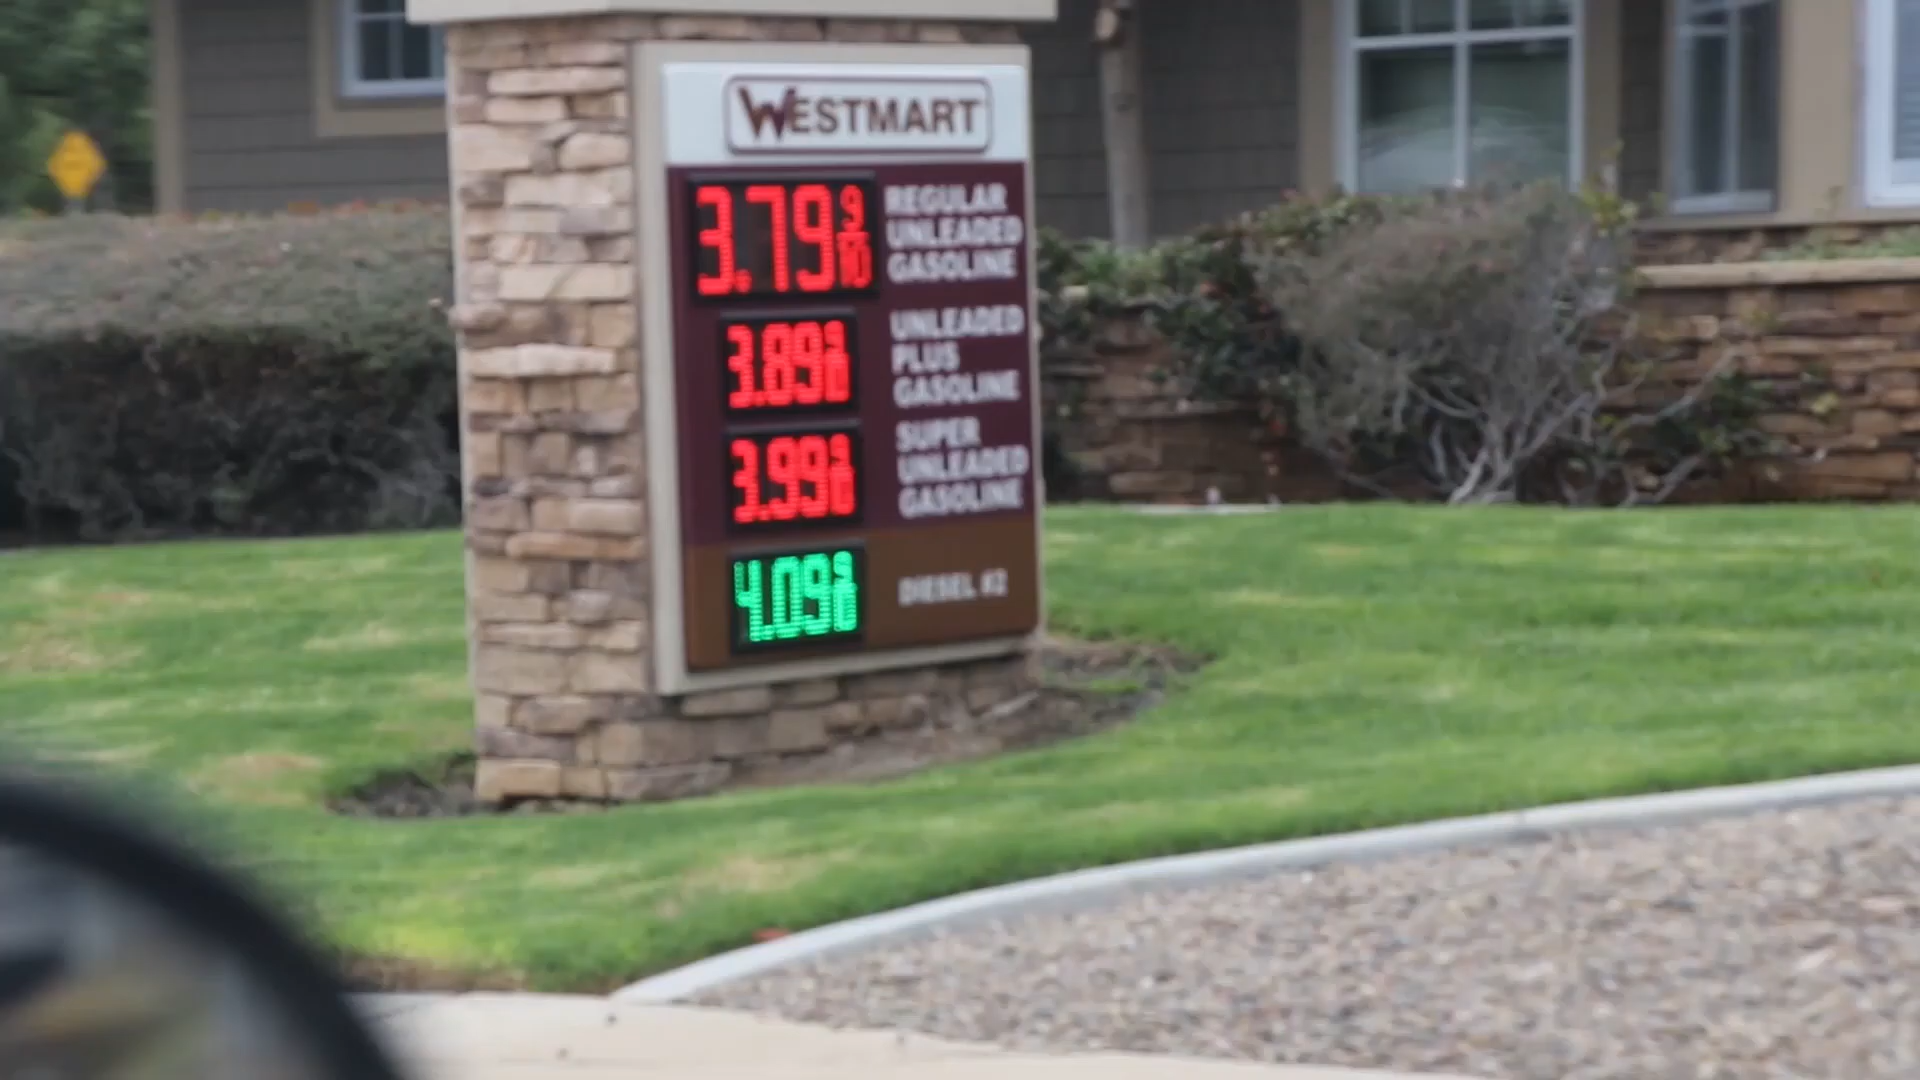 WESTMART
3.79 9/10 REGULAR
UNLEADED
GASOLINE
3.89 9/10 UNLEADED
PLUS
GASOLINE
3.99 9/10 SUPER
UNLEADED
GASOLINE
4.09 9/10 DIESEL #2